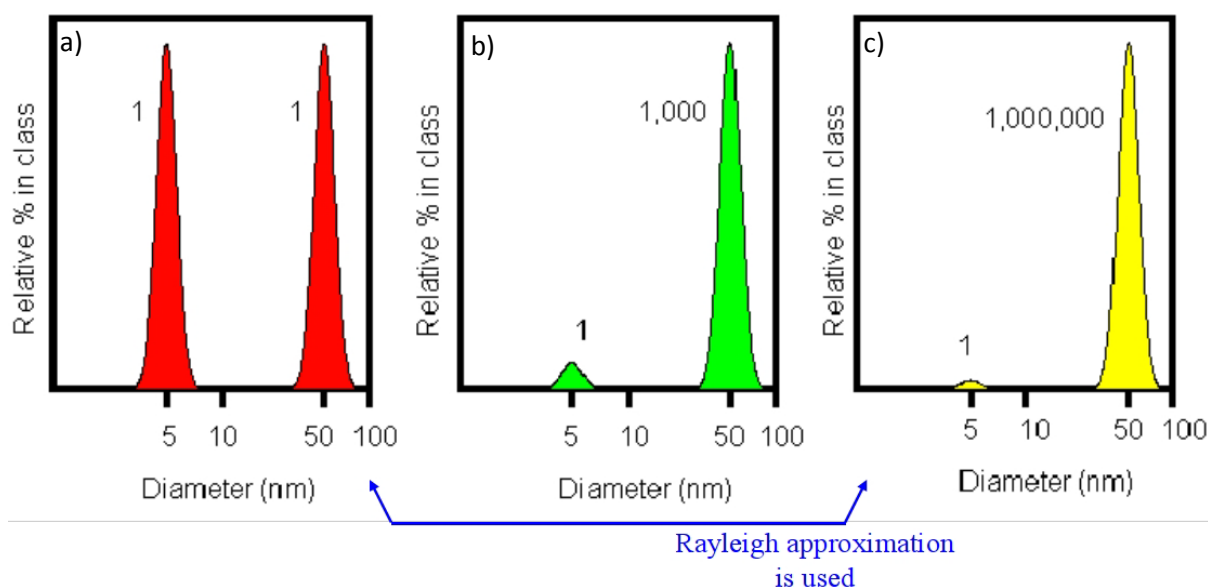 a)
Relative % in class
1
1
5 10 50 100
Diameter (nm)
b)
Relative % in class
1
1,000
5 10 50 100
Diameter (nm)
c)
Relative % in class
1
1,000,000
5 10 50 100
Diameter (nm)
Rayleigh approximation
is used